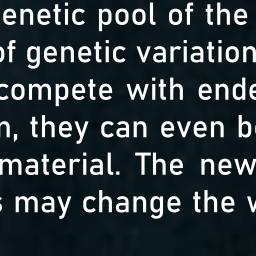 enetic pool of the
of genetic variation
compete with ende
n, they can even b
material. The new
s may change the v